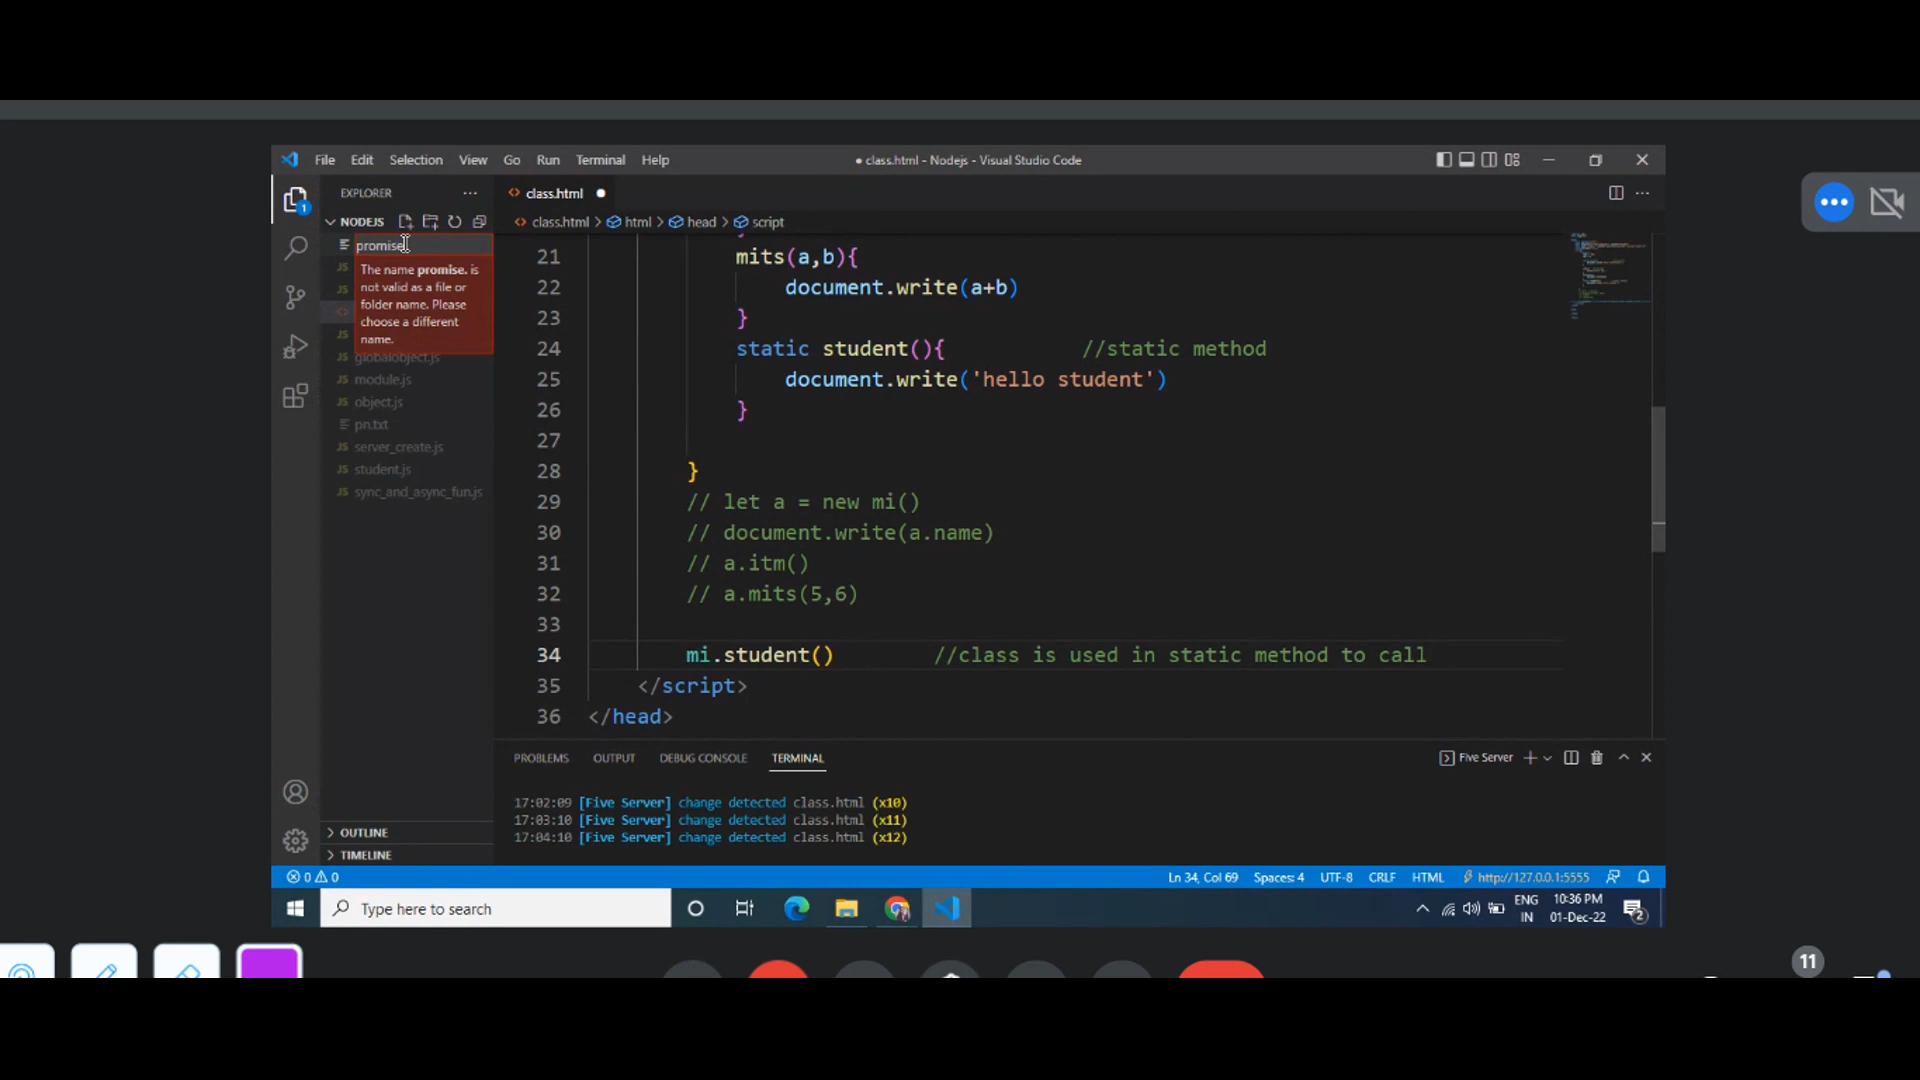 File Edit Selection View Go Run Terminal Help
● class.html - Nodejs - Visual Studio Code
EXPLORER
class.html
NODEJS
class.html > html > head > script
promise.
The name promise. is
not valid as a file or
folder name. Please
choose a different
name.
globalobject.js
JS module.js
JS object.js
pn.txt
JS server_create.js
JS student.js
JS sync_and_async_fun.js
21 mits(a,b){
22 document.write(a+b)
23 }
24 static student(){ //static method
25 document.write('hello student')
26 }
27
28 }
29 // let a = new mi()
30 // document.write(a.name)
31 // a.itm()
32 // a.mits(5,6)
33
34 mi.student() //class is used in static method to call
35 </script>
36 </head>
PROBLEMS OUTPUT DEBUG CONSOLE TERMINAL
Five Server
17:02:09 [Five Server] change detected class.html (x10)
17:03:10 [Five Server] change detected class.html (x11)
17:04:10 [Five Server] change detected class.html (x12)
OUTLINE
TIMELINE
0 0
Ln 34, Col 69 Spaces: 4 UTF-8 CRLF HTML http://127.0.0.1:5555
Type here to search
ENG
IN
10:36 PM
01-Dec-22
2
11